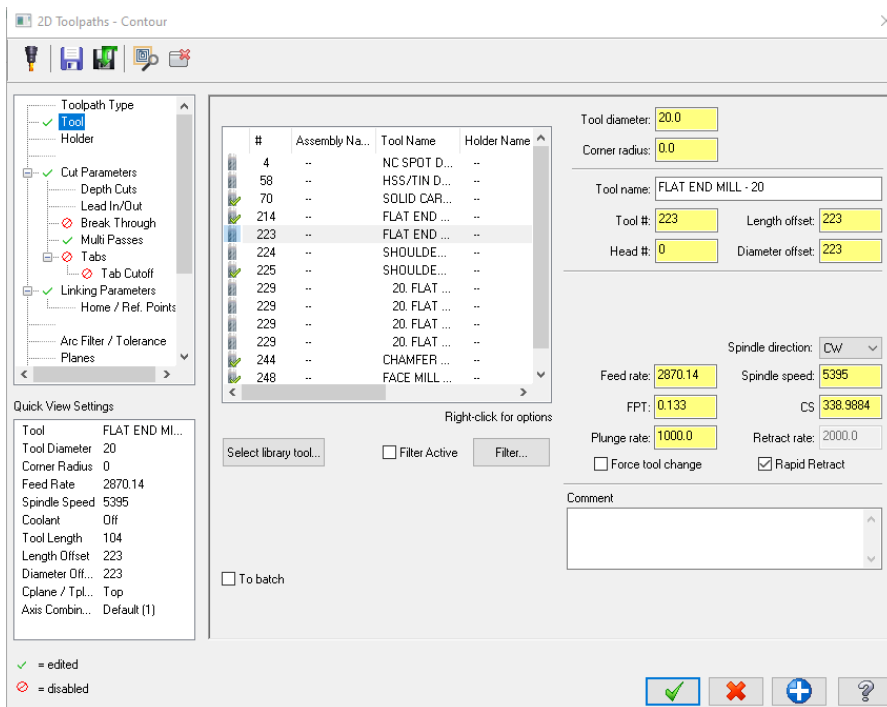 2D Toolpaths - Contour
Toolpath Type
Tool
Holder
Cut Parameters
Depth Cuts
Lead In/Out
Break Through
Multi Passes
Tabs
Tab Cutoff
Linking Parameters
Home / Ref. Points
Arc Filter / Tolerance
Planes
Quick View Settings
Tool FLAT END MI...
Tool Diameter 20
Corner Radius 0
Feed Rate 2870.14
Spindle Speed 5395
Coolant Off
Tool Length 104
Length Offset 223
Diameter Off... 223
Cplane / Tpl... Top
Axis Combin... Default (1)
= edited
= disabled
# Assembly Na... Tool Name Holder Name
4 -- NC SPOT D... --
58 -- HSS/TIN D... --
70 -- SOLID CAR... --
214 -- FLAT END ... --
223 -- FLAT END ... --
224 -- SHOULDE... --
225 -- SHOULDE... --
229 -- 20. FLAT ... --
229 -- 20. FLAT ... --
229 -- 20. FLAT ... --
229 -- 20. FLAT ... --
244 -- CHAMFER ... --
248 -- FACE MILL ... --
Right-click for options
Select library tool... Filter Active Filter...
To batch
Tool diameter: 20.0
Corner radius: 0.0
Tool name: FLAT END MILL - 20
Tool #: 223 Length offset: 223
Head #: 0 Diameter offset: 223
Spindle direction: CW
Feed rate: 2870.14 Spindle speed: 5395
FPT: 0.133 CS 338.9884
Plunge rate: 1000.0 Retract rate: 2000.0
Force tool change Rapid Retract
Comment